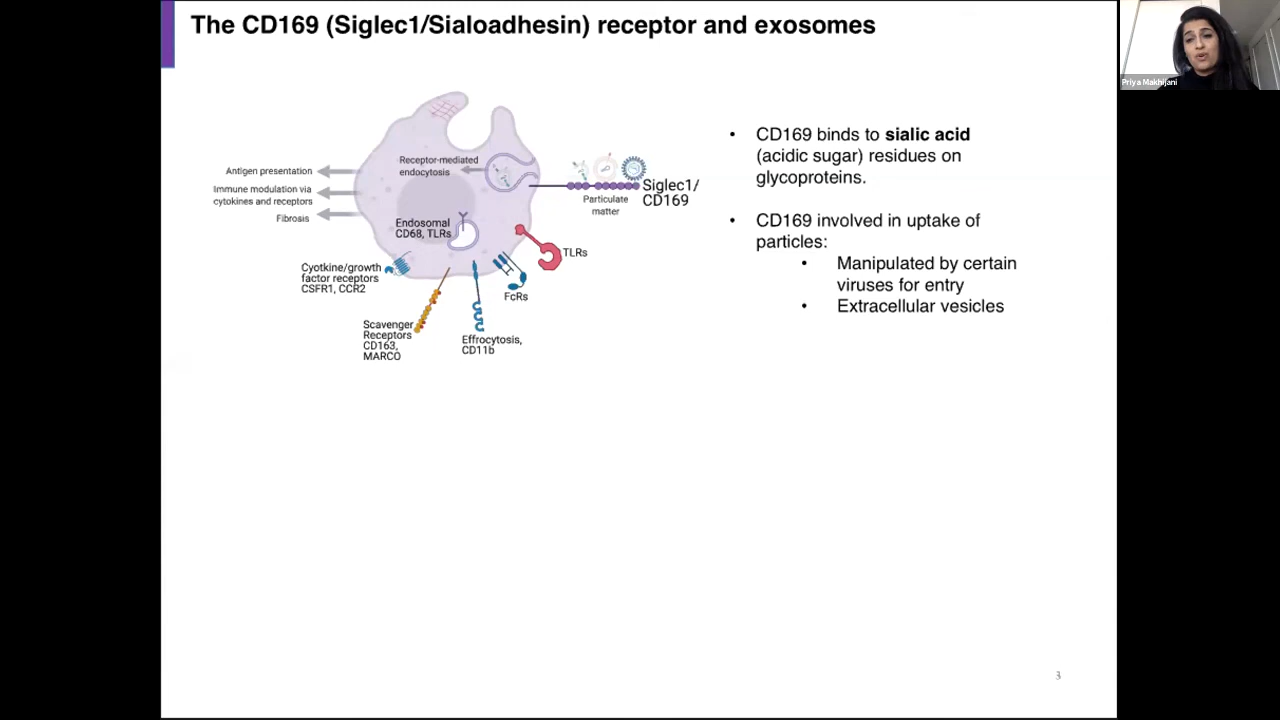 The CD169 (Siglec1/Sialoadhesin) receptor and exosomes
Priya Makhijani
Antigen presentation
Immune modulation via
cytokines and receptors
Fibrosis
Receptor-mediated
endocytosis
Endosomal
CD68, TLRs
Particulate
matter
Siglec1/
CD169
TLRs
FcRs
Cyotkine/growth
factor receptors
CSFR1, CCR2
Scavenger
Receptors
CD163,
MARCO
Effrocytosis,
CD11b
• CD169 binds to sialic acid
(acidic sugar) residues on
glycoproteins.
• CD169 involved in uptake of
particles:
• Manipulated by certain
viruses for entry
• Extracellular vesicles
3